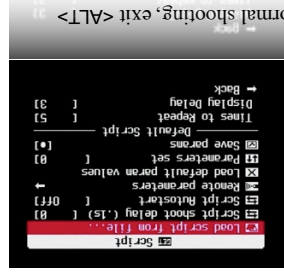 Script
Load script from file...
Script shoot delay (.1s) [ 0]
Script Autostart [ Off]
Remote parameters
Load default param values
Parameters set [ 0]
Save params [•]
Default Script
Times to Repeat [ 5]
Display Delay [ 3]
Back
ormal shooting, exit <ALT>